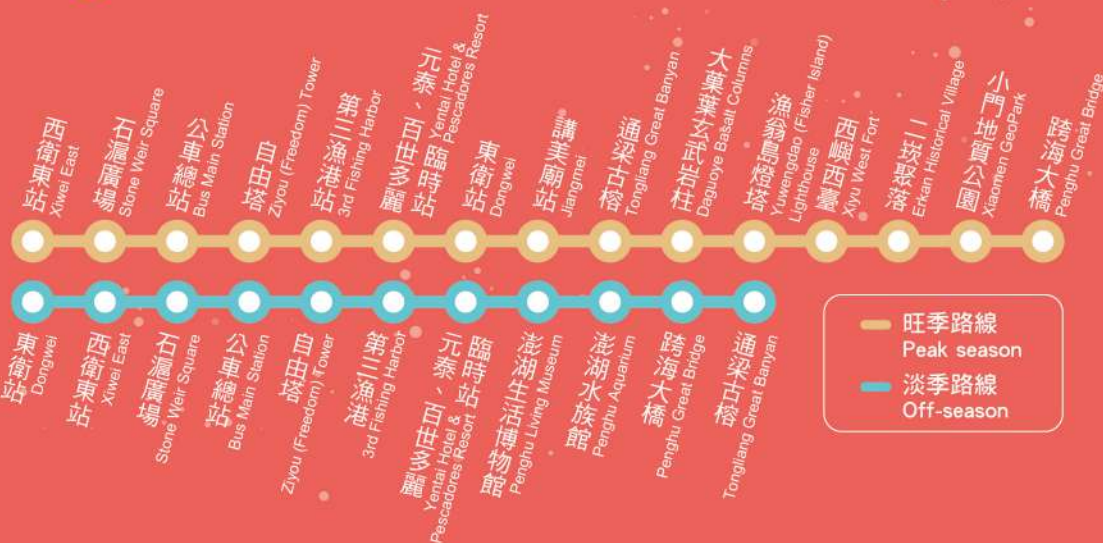 西衛東站
Xiwei East
石滬廣場
Stone Weir Square
公車總站
Bus Main Station
自由塔
Ziyou (Freedom) Tower
第三漁港站
3rd Fishing Harbor
元泰、百世多麗
臨時站
Yentai Hotel &
Pescadores Resort
東衛站
Dongwei
講美廟站
Jiangmei
通梁古榕
Tongliang Great Banyan
大菓葉玄武岩柱
Daguoye Basalt Columns
漁翁島燈塔
Yuwengdao (Fisher Island)
Lighthouse
西嶼西臺
Xiyu West Fort
二崁聚落
Erkan Historical Village
小門地質公園
Xiaomen GeoPark
跨海大橋
Penghu Great Bridge
東衛站
Dongwei
西衛東站
Xiwei East
石滬廣場
Stone Weir Square
公車總站
Bus Main Station
自由塔
Ziyou (Freedom) Tower
第三漁港
3rd Fishing Harbor
元泰、百世多麗
臨時站
Yentai Hotel &
Pescadores Resort
澎湖生活博物館
Penghu Living Museum
澎湖水族館
Penghu Aquarium
跨海大橋
Penghu Great Bridge
通梁古榕
Tongliang Great Banyan
旺季路線
Peak season
淡季路線
Off-season